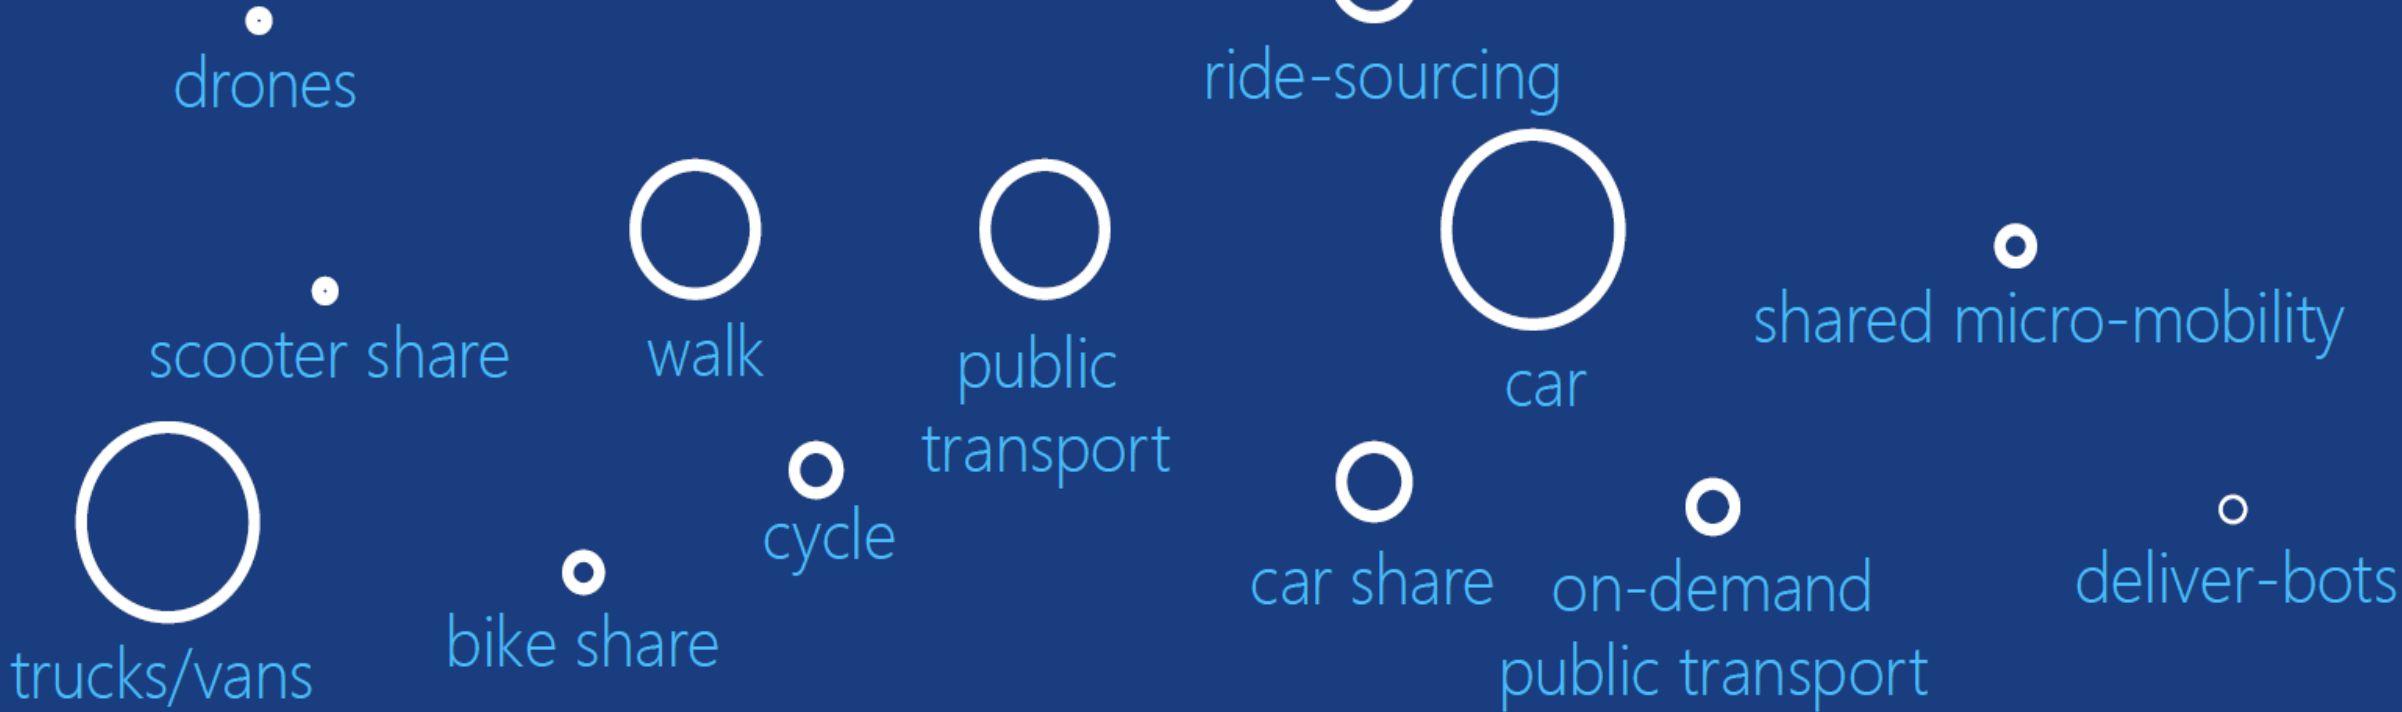 drones
ride-sourcing
scooter share
walk
public
transport
car
shared micro-mobility
trucks/vans
bike share
cycle
car share
on-demand
public transport
deliver-bots